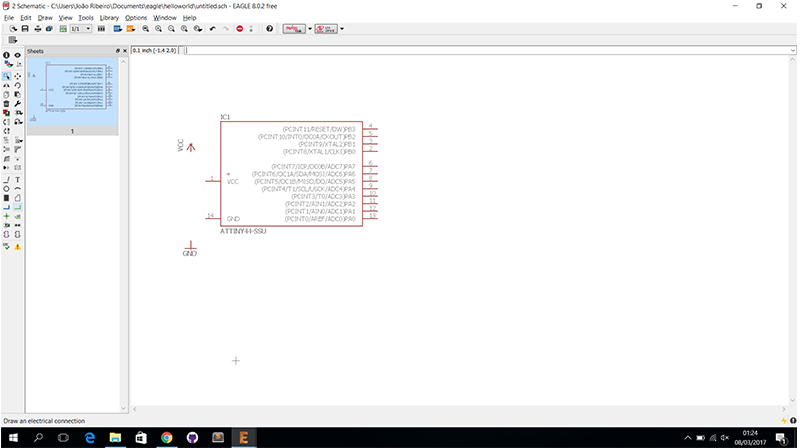 2 Schematic - C:\Users\João Ribeiro\Documents\eagle\helloworld\untitled.sch - EAGLE 8.0.2 free
File Edit Draw View Tools Library Options Window Help
1/1
Sheets
0.1 inch (-1.4 2.0)
1
IC1
VCC
(PCINT11/RESET/DW)PB3 4
(PCINT10/INT0/OC0A/CKOUT)PB2 5
(PCINT9/XTAL2)PB1 3
(PCINT8/XTAL1/CLKI)PB0 2
(PCINT7/ICP/OC0B/ADC7)PA7 6
(PCINT6/OC1A/SDA/MOSI/ADC6)PA6 7
1 VCC (PCINT5/OC1B/MISO/DO/ADC5)PA5 8
(PCINT4/T1/SCL/USCK/ADC4)PA4 9
(PCINT3/T0/ADC3)PA3 10
(PCINT2/AIN1/ADC2)PA2 11
(PCINT1/AIN0/ADC1)PA1 12
14 GND (PCINT0/AREF/ADC0)PA0 13
ATTINY44-SSU
GND
Draw an electrical connection
01:24
08/03/2017